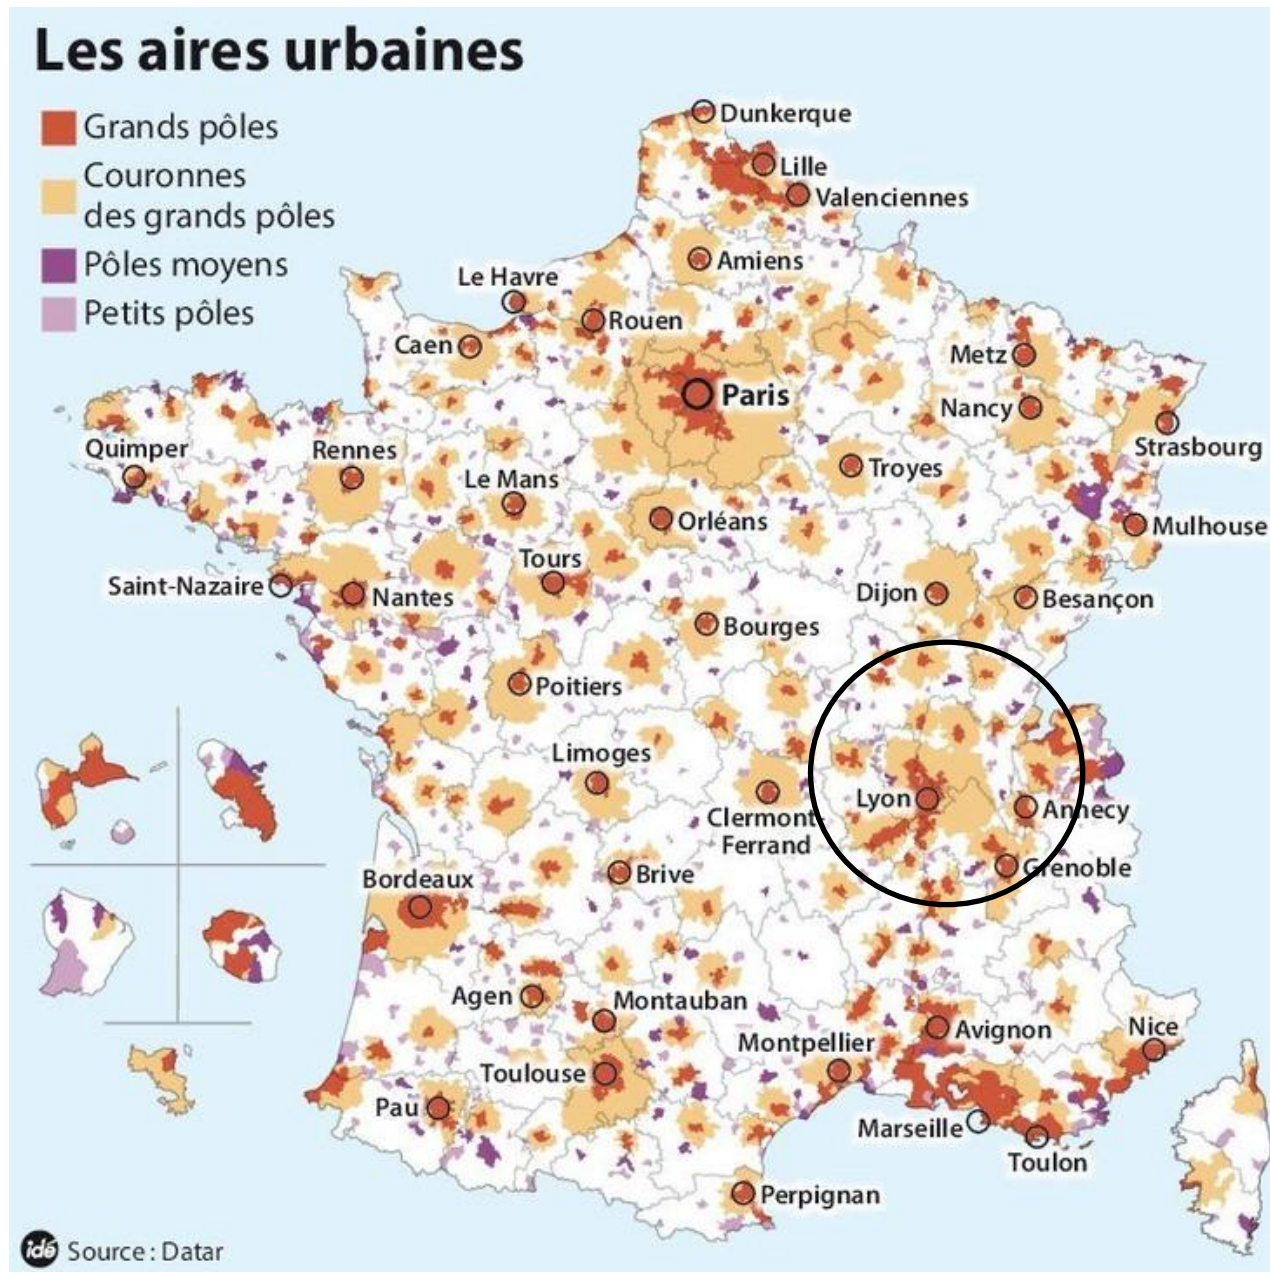 Les aires urbaines
Grands pôles
Couronnes
des grands pôles
Pôles moyens
Petits pôles
Dunkerque
Lille
Valenciennes
Amiens
Le Havre
Rouen
Caen
Metz
Paris
Nancy
Strasbourg
Quimper
Rennes
Le Mans
Troyes
Orléans
Mulhouse
Tours
Saint-Nazaire
Nantes
Dijon
Besançon
Bourges
Poitiers
Limoges
Lyon
Annecy
Clermont-
Ferrand
Grenoble
Brive
Bordeaux
Agen
Montauban
Avignon
Nice
Montpellier
Toulouse
Pau
Marseille
Toulon
Perpignan
idé Source : Datar